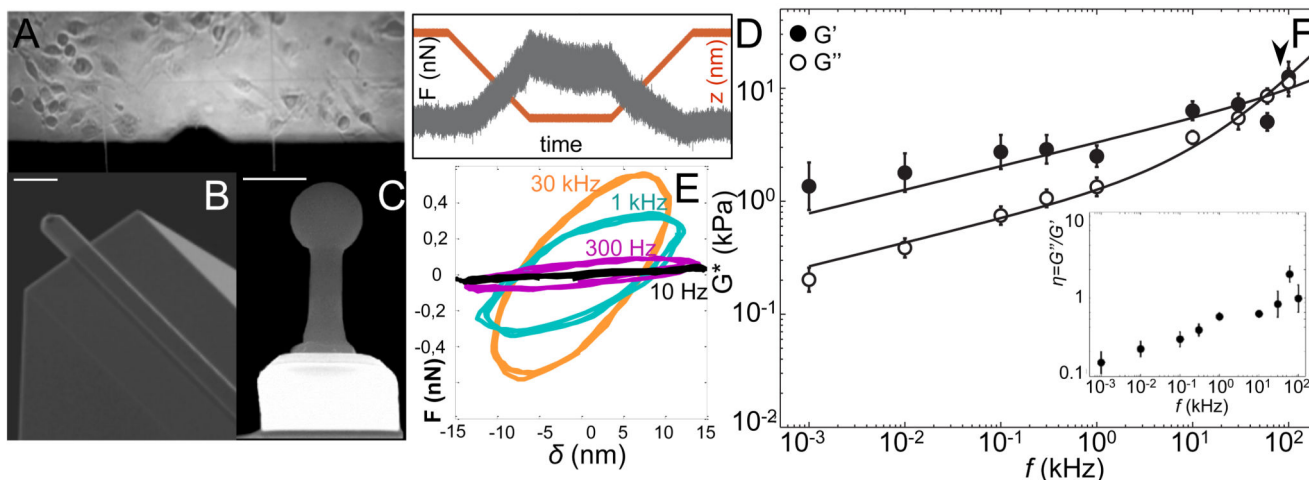 A
B
C
F (nN)
z (nm)
time
D
E
30 kHz
1 kHz
300 Hz
10 Hz
0,4
0,2
0
-0,2
0,4
F (nN)
-15
-10
-5
0
5
10
15
δ (nm)
F
G'
G''
G* (kPa)
10¹
10⁰
10⁻¹
10⁻²
10⁻³
10⁻²
10⁻¹
10⁰
10¹
10²
f (kHz)
η=G''/G'
10
1
0.1
10⁻³
10⁻²
10⁻¹
10⁰
10¹
10²
f (kHz)